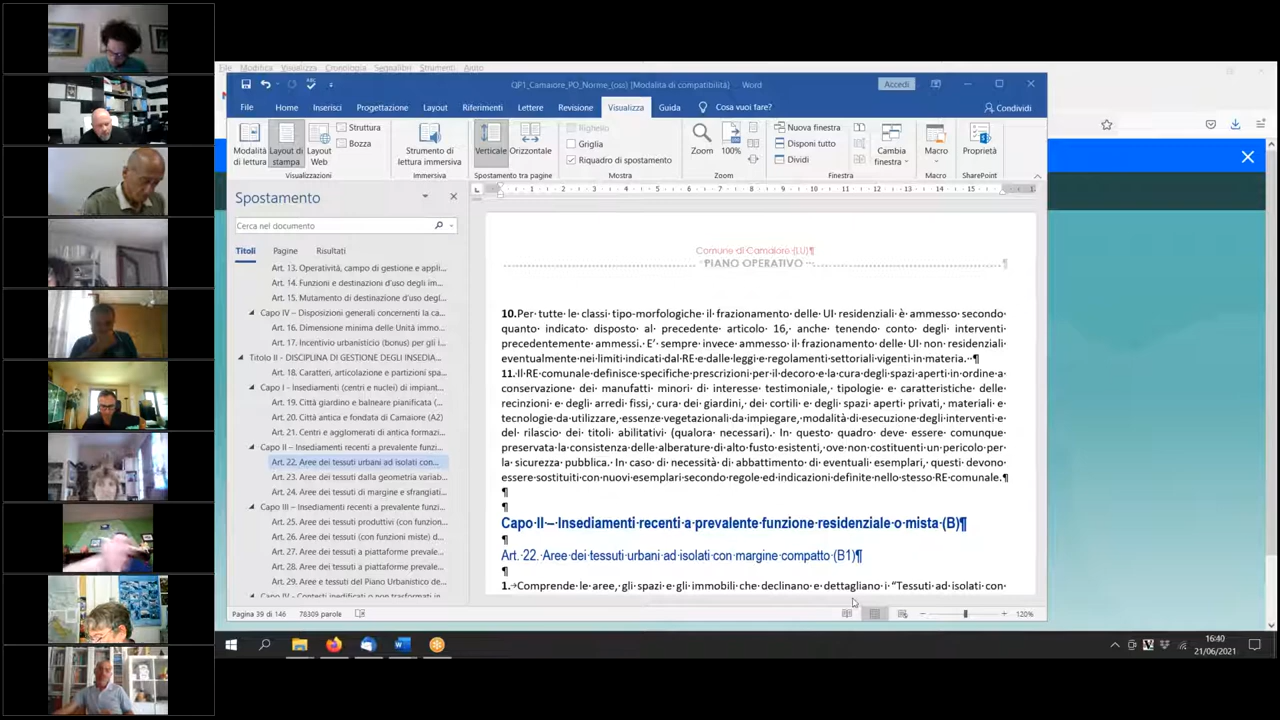 File Modifica Visualizza Cronologia Segnalibri Strumenti Aiuto
QF1_Camaiore_PO_Norme_(oss) [Modalità di compatibilità] - Word
Accedi
File Home Inserisci Progettazione Layout Riferimenti Lettere Revisione Visualizza Guida Cosa vuoi fare? Condividi
Modalità di lettura
Layout di stampa
Layout Web
Struttura
Bozza
Visualizzazioni
Strumento di lettura immersiva
Immersiva
Verticale
Orizzontale
Spostamento tra pagine
Righello
Griglia
Riquadro di spostamento
Mostra
Zoom
100%
Zoom
Nuova finestra
Disponi tutto
Dividi
Cambia finestra
Finestra
Macro
Macro
Proprietà
SharePoint
Spostamento
Cerca nel documento
Titoli Pagine Risultati
Art. 13. Operatività, campo di gestione e appli...
Art. 14. Funzioni e destinazioni d'uso degli im...
Art. 15. Mutamento di destinazione d'uso degl...
Capo IV – Disposizioni generali concernenti la ca...
Art. 16. Dimensione minima delle Unità immo...
Art. 17. Incentivio urbanistico (bonus) per gli i...
Titolo II - DISCIPLINA DI GESTIONE DEGLI INSEDIA...
Art. 18. Caratteri, articolazione e partizioni spa...
Capo I - Insediamenti (centri e nuclei) di impiant...
Art. 19. Città giardino e balneare pianificata (...
Art. 20. Città antica e fondata di Camaiore (A2)
Art. 21. Centri e agglomerati di antica formazi...
Capo II – Insediamenti recenti a prevalente funzi...
Art. 22. Aree dei tessuti urbani ad isolati con...
Art. 23. Aree dei tessuti dalla geometria variab...
Art. 24. Aree dei tessuti di margine e sfrangiati...
Capo III – Insediamenti recenti a prevalente funzi...
Art. 25. Aree dei tessuti produttivi (con funzion...
Art. 26. Aree dei tessuti (con funzioni miste) d...
Art. 27. Aree dei tessuti a piattaforme prevale...
Art. 28. Aree dei tessuti a piattaforme prevale...
Art. 29. Aree e tessuti del Piano Urbanistico de...
Capo IV - Contesti inedificati o non trasformati in
Comune di Camaiore (LU)¶
PIANO OPERATIVO ¶
10.Per tutte le classi tipo-morfologiche il frazionamento delle UI residenziali è ammesso secondo
quanto indicato disposto al precedente articolo 16, anche tenendo conto degli interventi
precedentemente ammessi. E' sempre invece ammesso il frazionamento delle UI non residenziali
eventualmente nei limiti indicati dal RE e dalle leggi e regolamenti settoriali vigenti in materia. ¶
11. Il RE comunale definisce specifiche prescrizioni per il decoro e la cura degli spazi aperti in ordine a
conservazione dei manufatti minori di interesse testimoniale, tipologie e caratteristiche delle
recinzioni e degli arredi fissi, cura dei giardini, dei cortili e degli spazi aperti privati, materiali e
tecnologie da utilizzare, essenze vegetazionali da impiegare, modalità di esecuzione degli interventi e
del rilascio dei titoli abilitativi (qualora necessari). In questo quadro deve essere comunque
preservata la consistenza delle alberature di alto fusto esistenti, ove non costituenti un pericolo per
la sicurezza pubblica. In caso di necessità di abbattimento di eventuali esemplari, questi devono
essere sostituiti con nuovi esemplari secondo regole ed indicazioni definite nello stesso RE comunale.¶
¶
¶
Capo II – Insediamenti recenti a prevalente funzione residenziale o mista (B)¶
¶
Art. 22. Aree dei tessuti urbani ad isolati con margine compatto (B1)¶
¶
1. Comprende le aree, gli spazi e gli immobili che declinano e dettagliano i “Tessuti ad isolati con
Pagina 39 di 146 78309 parole 120%
16:40
21/06/2021